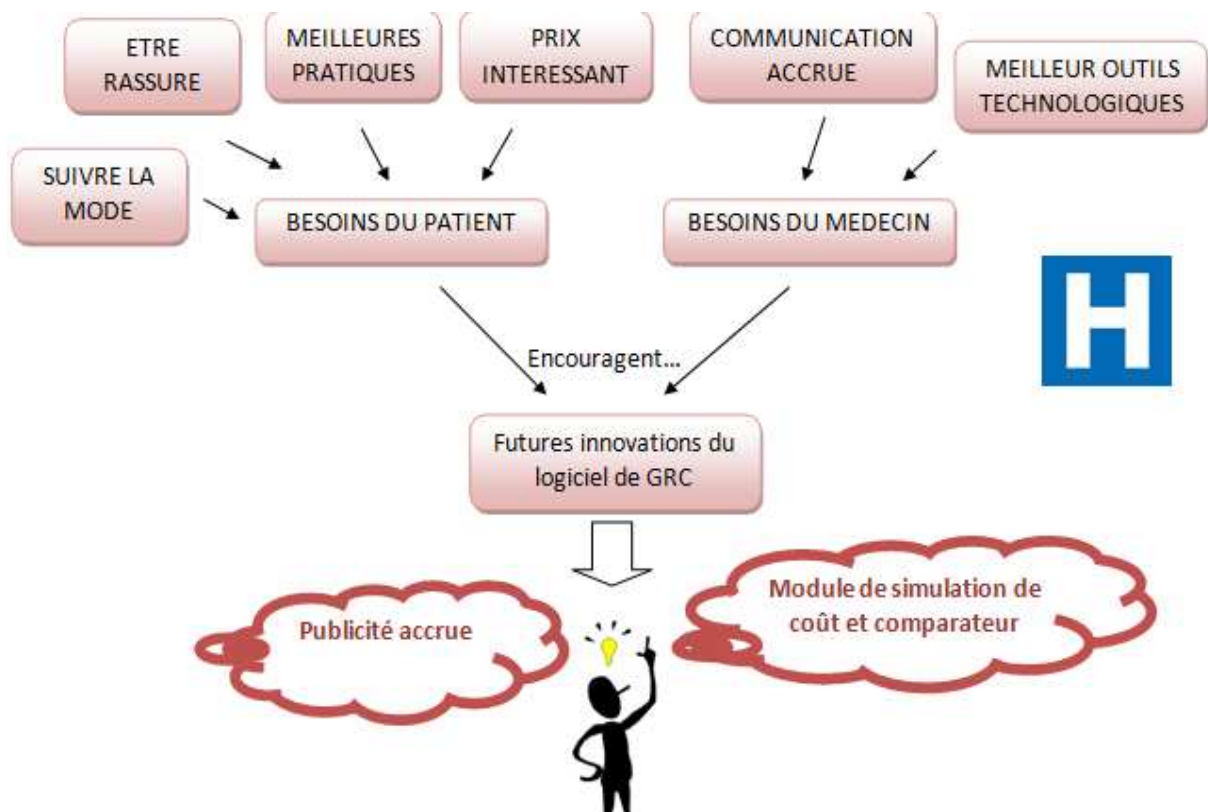 ETRE
RASSURE
MEILLEURES
PRATIQUES
PRIX
INTERESSANT
COMMUNICATION
ACCRUE
MEILLEUR OUTILS
TECHNOLOGIQUES
SUIVRE LA
MODE
BESOINS DU PATIENT
BESOINS DU MEDECIN
H
Encouragent...
Futures innovations du
logiciel de GRC
Publicité accrue
Module de simulation de
coût et comparateur